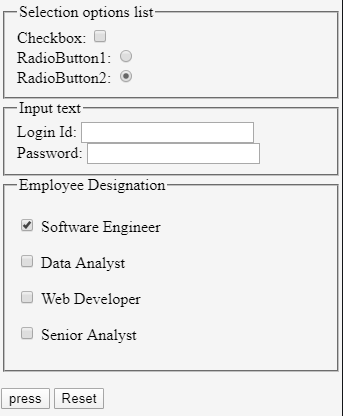 Selection options list
Checkbox:
RadioButton1:
RadioButton2:
Input text
Login Id:
Password:
Employee Designation
Software Engineer
Data Analyst
Web Developer
Senior Analyst
press Reset